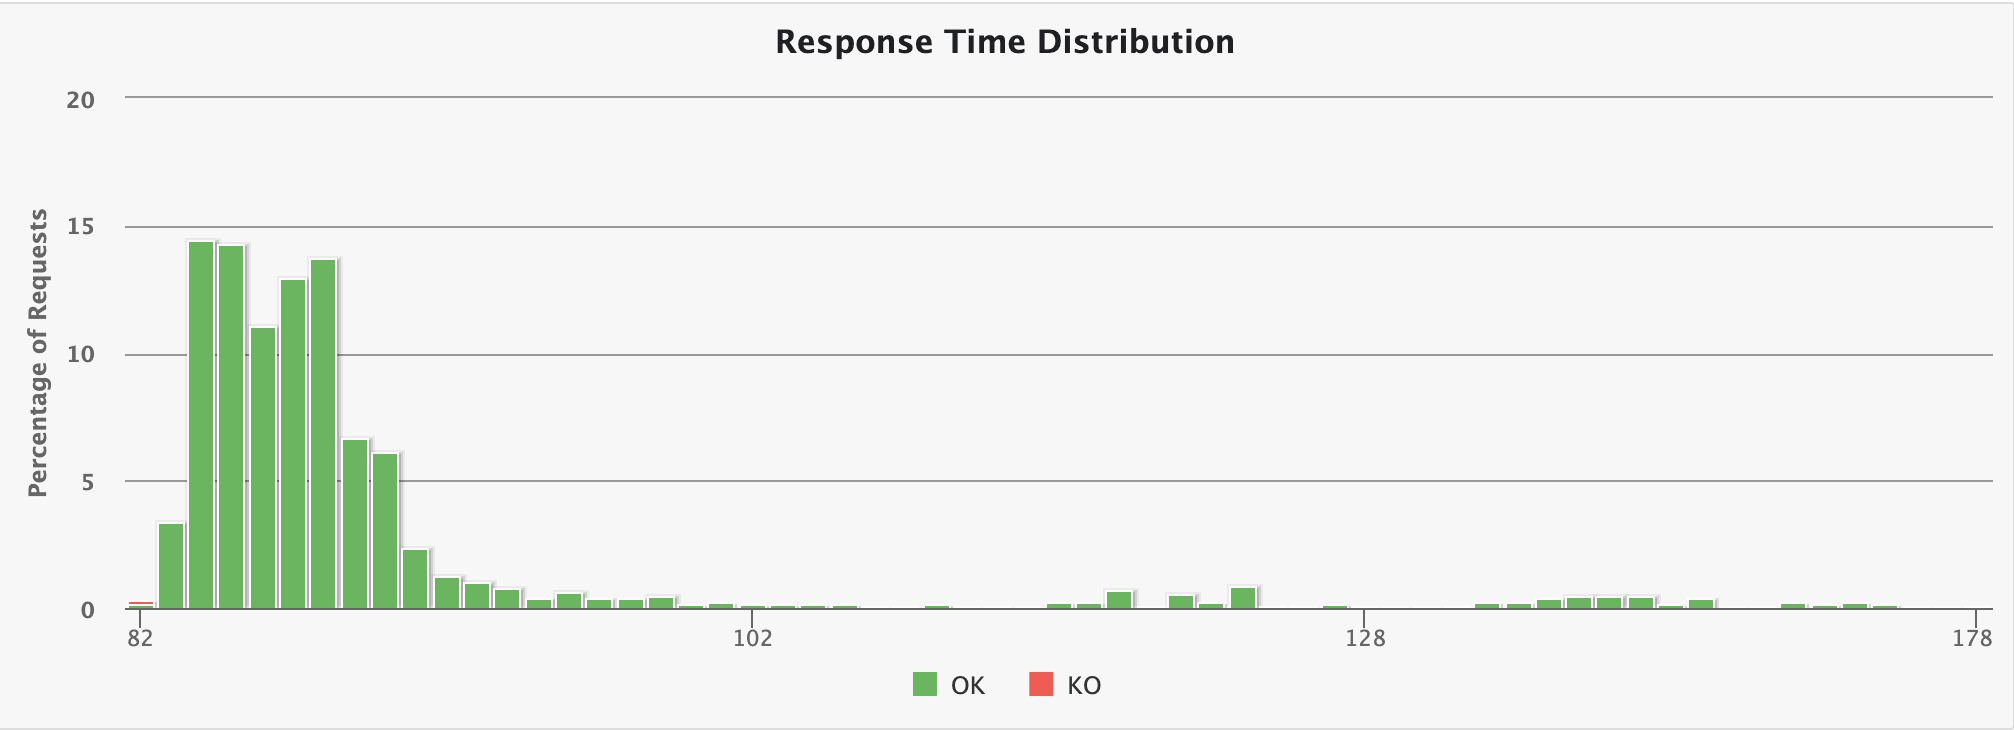 Response Time Distribution
20
15
10
5
0
Percentage of Requests
82 102 128 178
OK KO